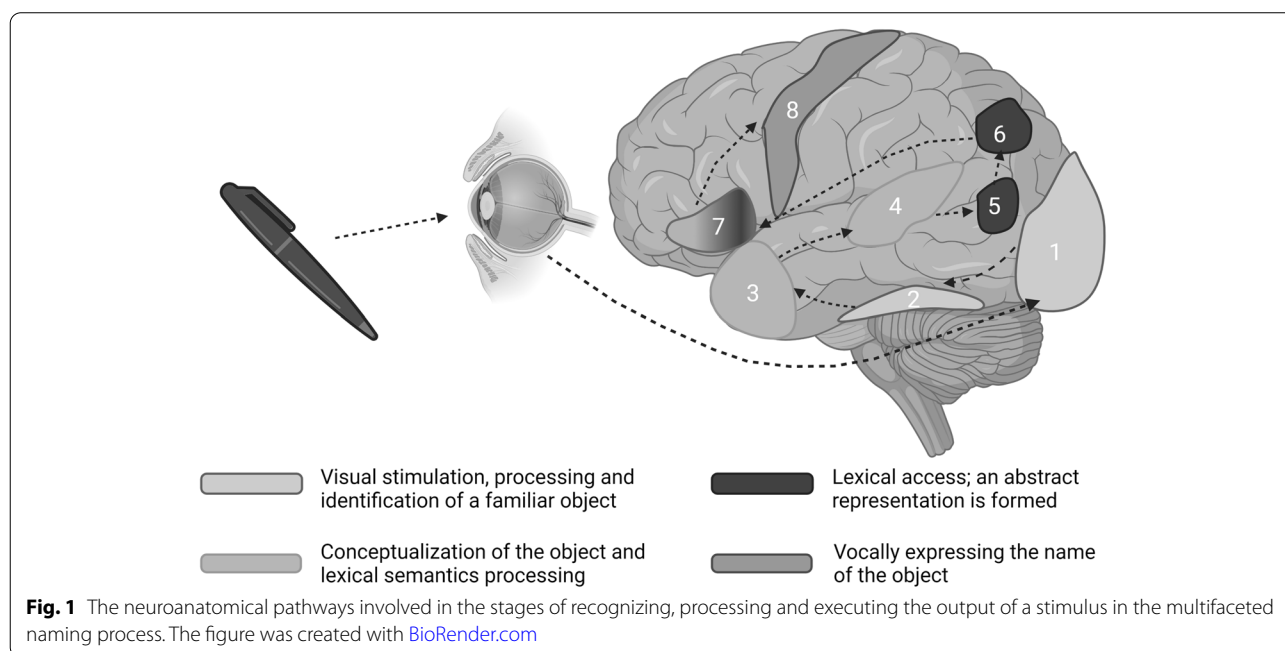 8
6
7
4
5
1
3
2
Visual stimulation, processing and
identification of a familiar object
Lexical access; an abstract
representation is formed
Conceptualization of the object and
lexical semantics processing
Vocally expressing the name
of the object
Fig. 1 The neuroanatomical pathways involved in the stages of recognizing, processing and executing the output of a stimulus in the multifaceted
naming process. The figure was created with BioRender.com